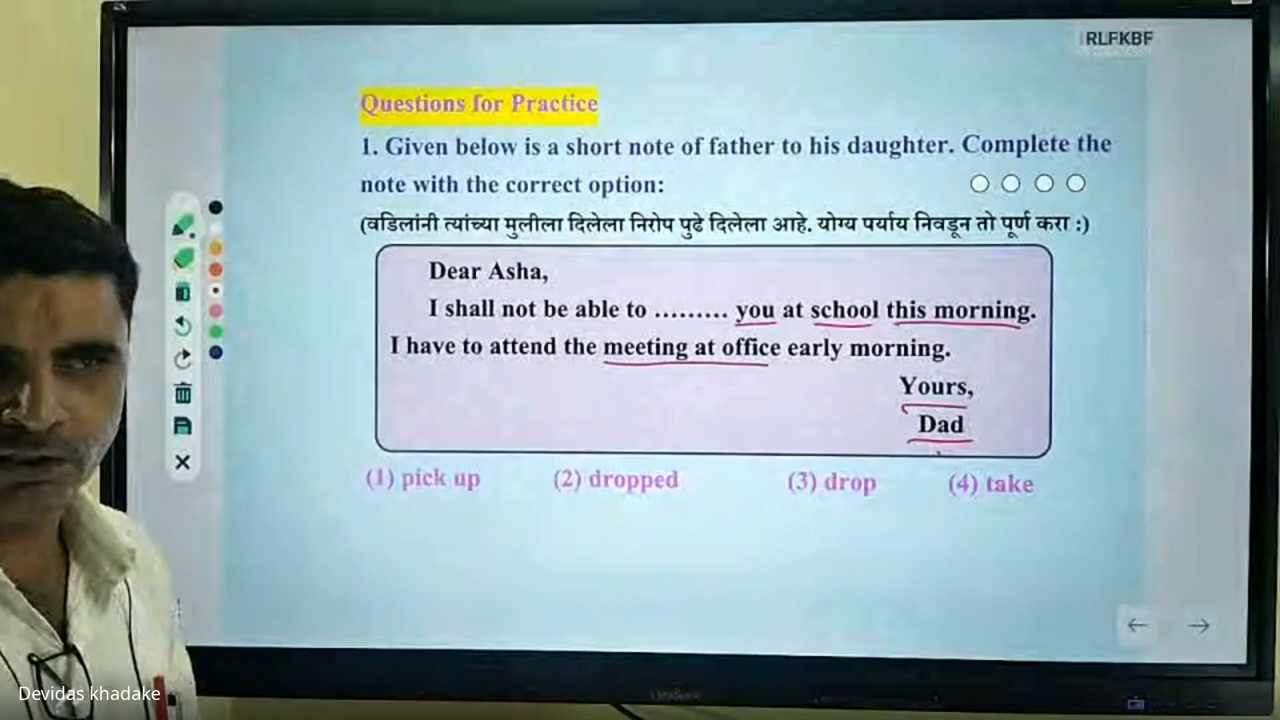 RLFKBF
Questions for Practice
1. Given below is a short note of father to his daughter. Complete the
note with the correct option:
(वडिलांनी त्यांच्या मुलीला दिलेला निरोप पुढे दिलेला आहे. योग्य पर्याय निवडून तो पूर्ण करा :)
Dear Asha,
I shall not be able to ......... you at school this morning.
I have to attend the meeting at office early morning.
Yours,
Dad
(1) pick up (2) dropped (3) drop (4) take
Devidas khadake